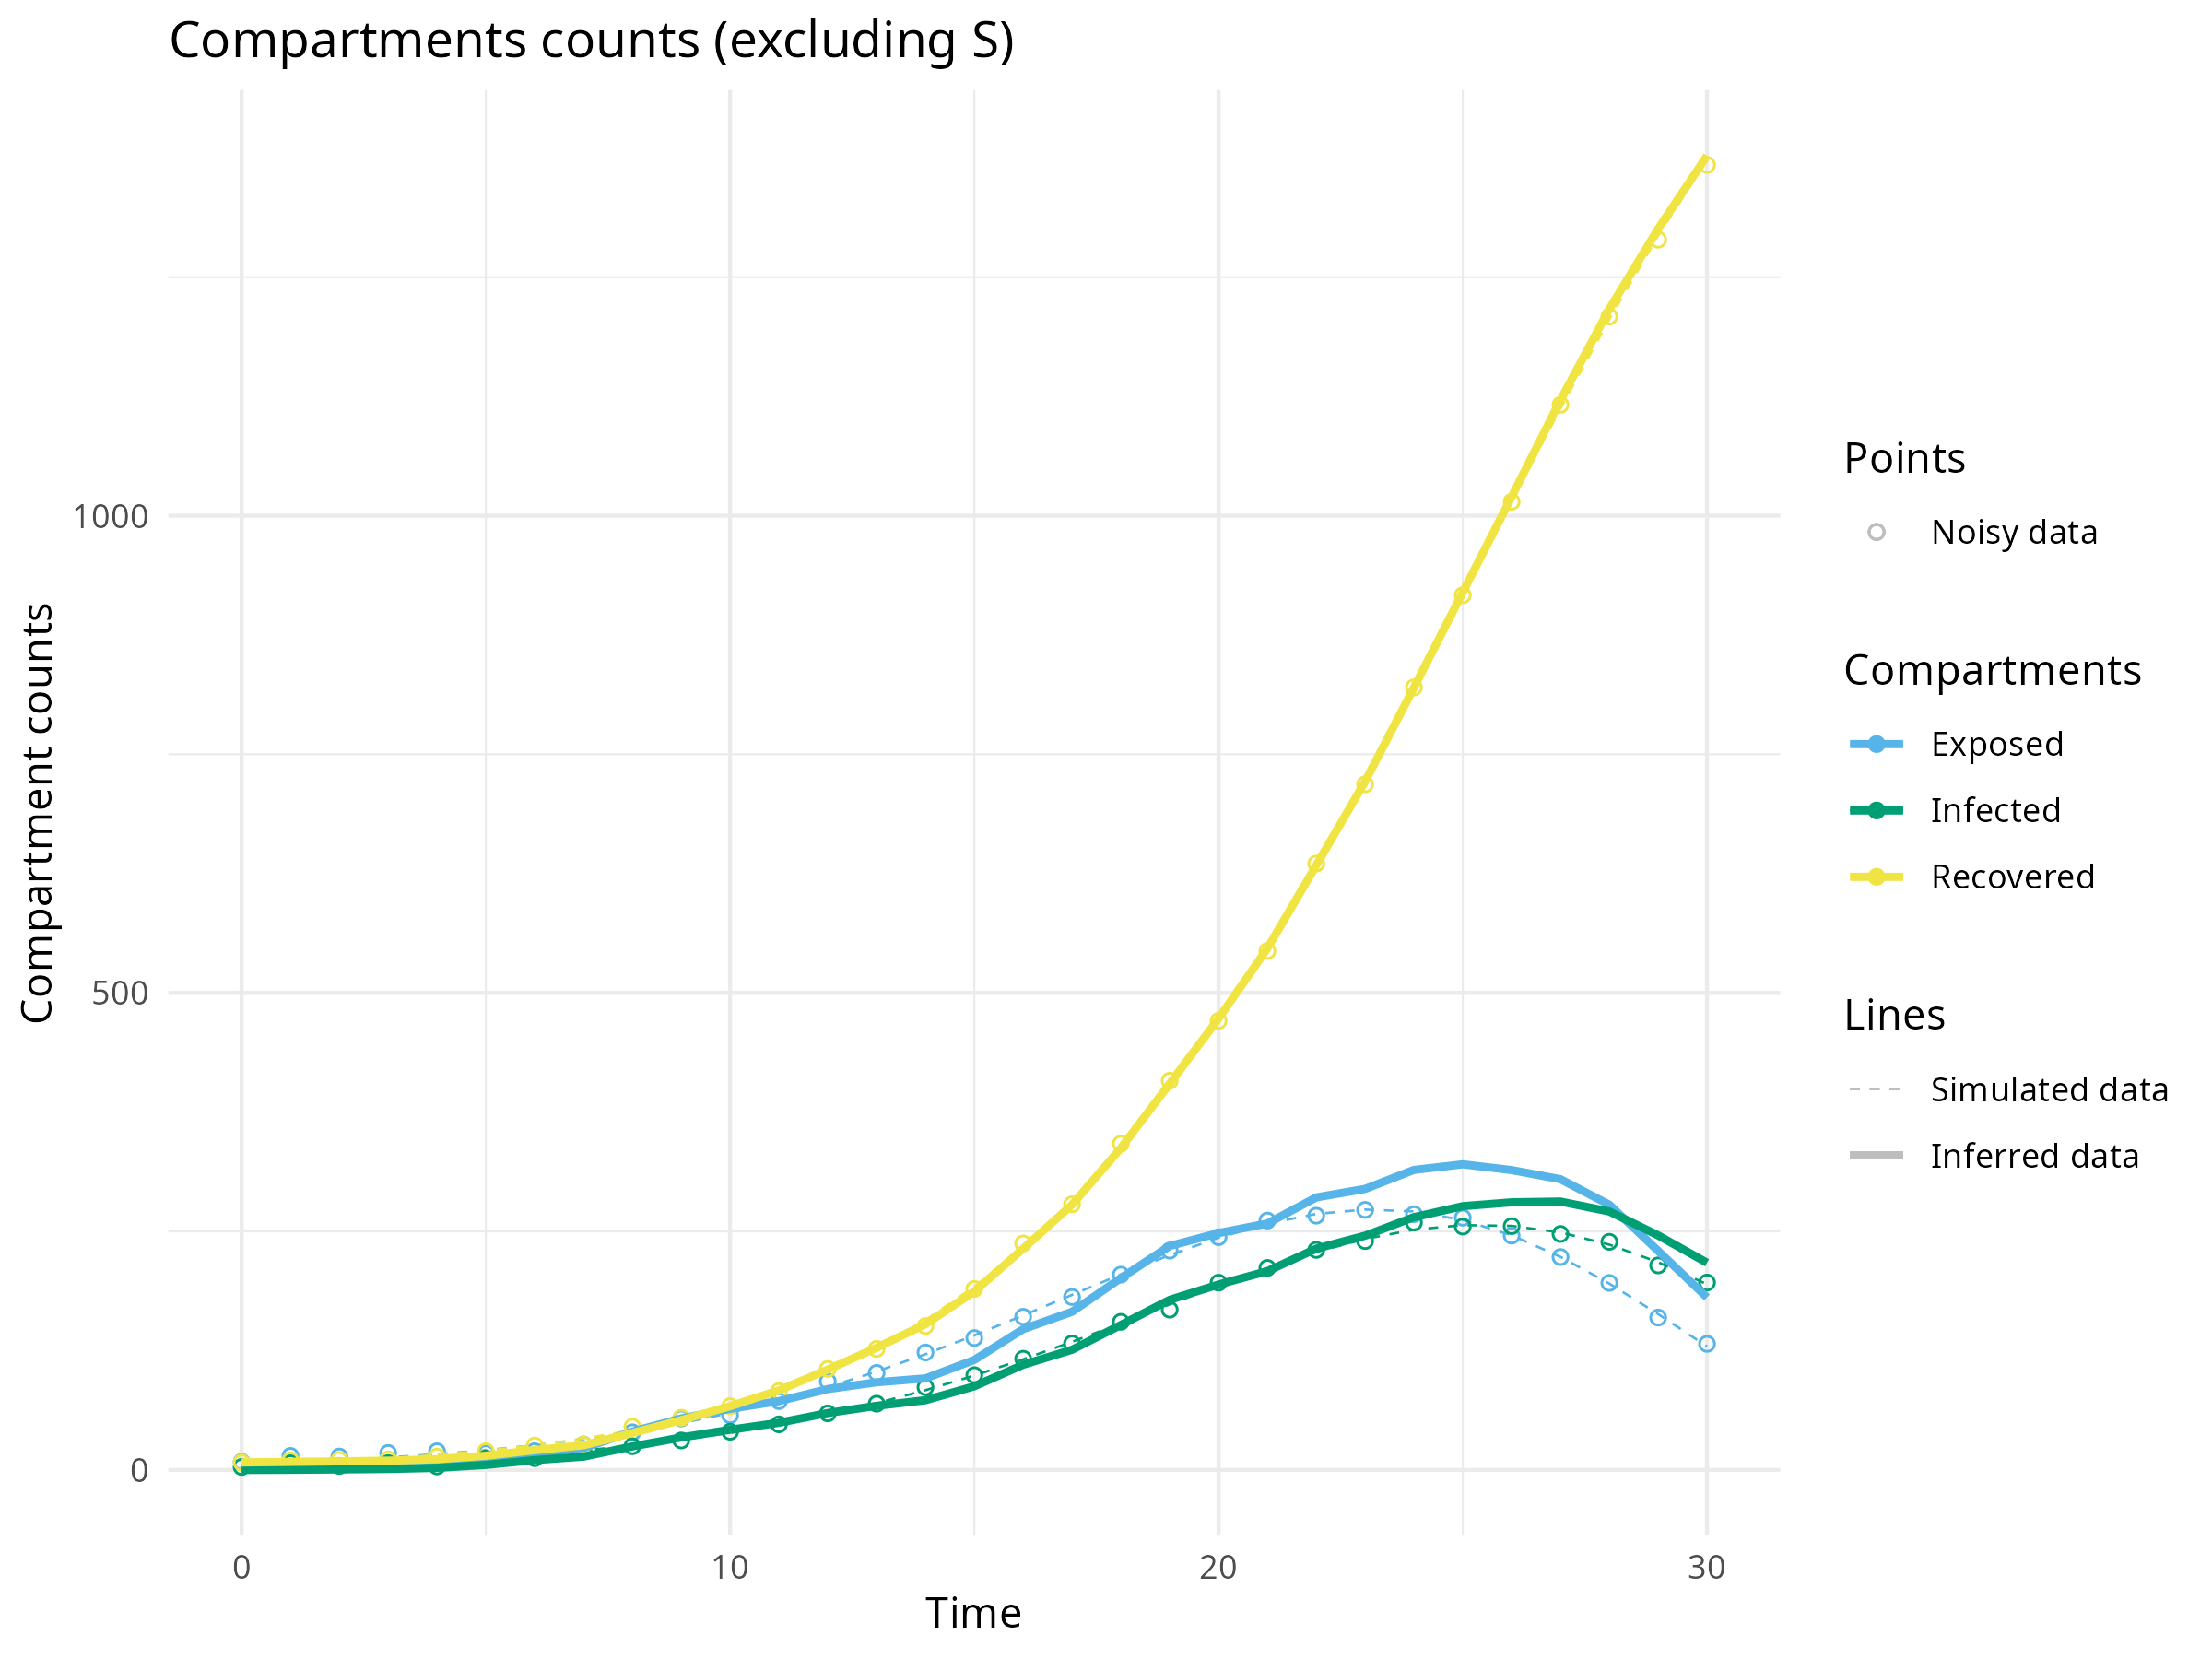 Compartments counts (excluding S)
Compartment counts
1000
500
0
0
10
20
30
Time
Points
Noisy data
Compartments
Exposed
Infected
Recovered
Lines
Simulated data
Inferred data